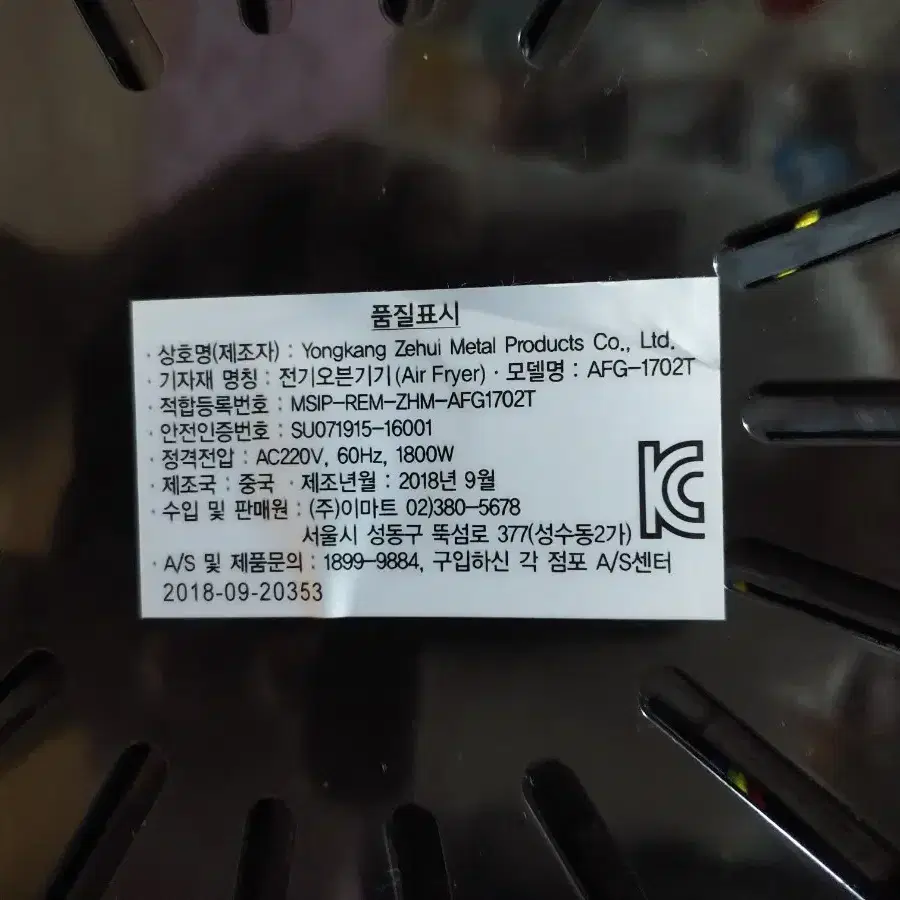 품질표시
· 상호명(제조자) : Yongkang Zehui Metal Products Co., Ltd.
· 기자재 명칭 : 전기오븐기기(Air Fryer) · 모델명 : AFG-1702T
· 적합등록번호 : MSIP-REM-ZHM-AFG1702T
· 안전인증번호 : SU071915-16001
· 정격전압 : AC220V, 60Hz, 1800W
· 제조국 : 중국 · 제조년월 : 2018년 9월
· 수입 및 판매원 : (주)이마트 02)380-5678
서울시 성동구 뚝섬로 377(성수동2가)
· A/S 및 제품문의 : 1899-9884, 구입하신 각 점포 A/S센터
2018-09-20353
KC